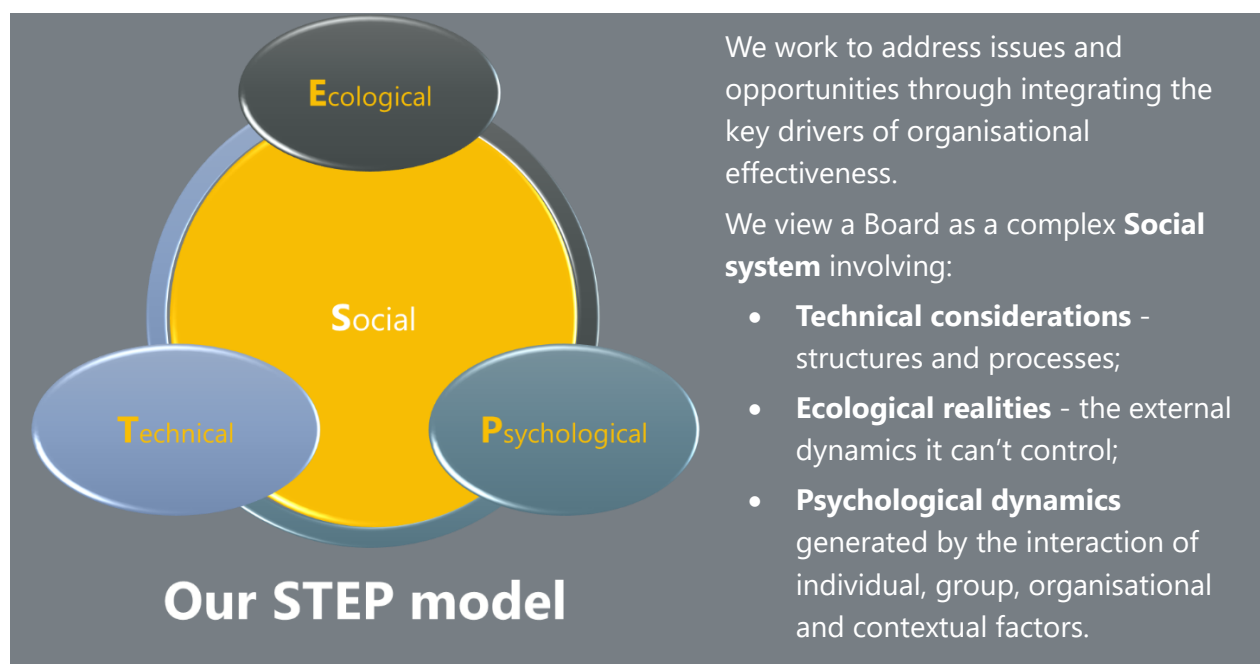 Ecological
Social
Technical
Psychological
Our STEP model
We work to address issues and
opportunities through integrating the
key drivers of organisational
effectiveness.
We view a Board as a complex Social
system involving:
• Technical considerations -
structures and processes;
• Ecological realities - the external
dynamics it can’t control;
• Psychological dynamics
generated by the interaction of
individual, group, organisational
and contextual factors.